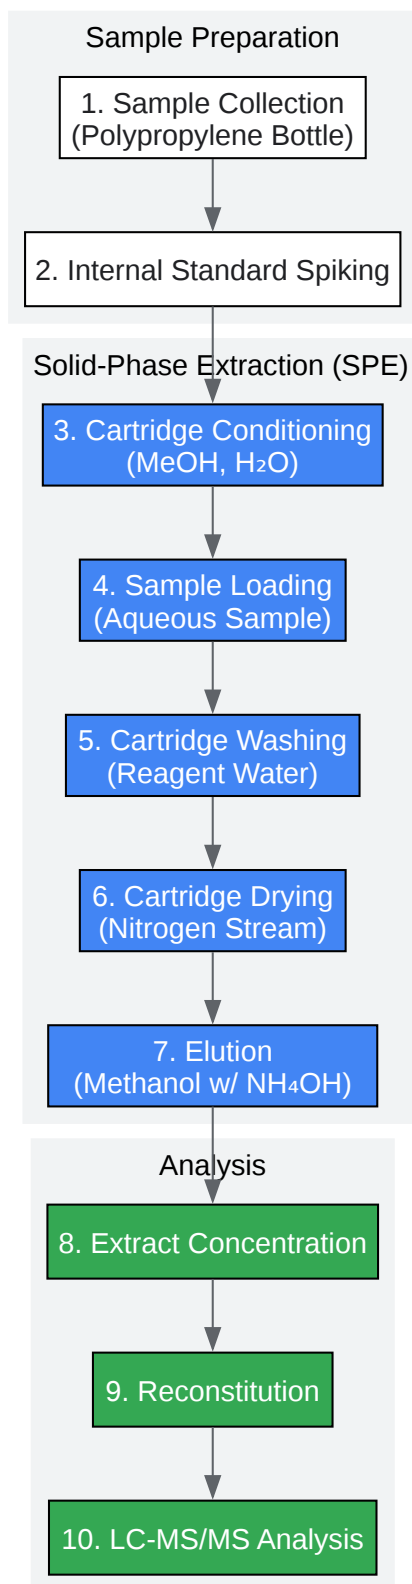 Sample Preparation
1. Sample Collection
(Polypropylene Bottle)
2. Internal Standard Spiking
Solid-Phase Extraction (SPE)
3. Cartridge Conditioning
(MeOH, H₂O)
4. Sample Loading
(Aqueous Sample)
5. Cartridge Washing
(Reagent Water)
6. Cartridge Drying
(Nitrogen Stream)
7. Elution
(Methanol w/ NH₄OH)
Analysis
8. Extract Concentration
9. Reconstitution
10. LC-MS/MS Analysis